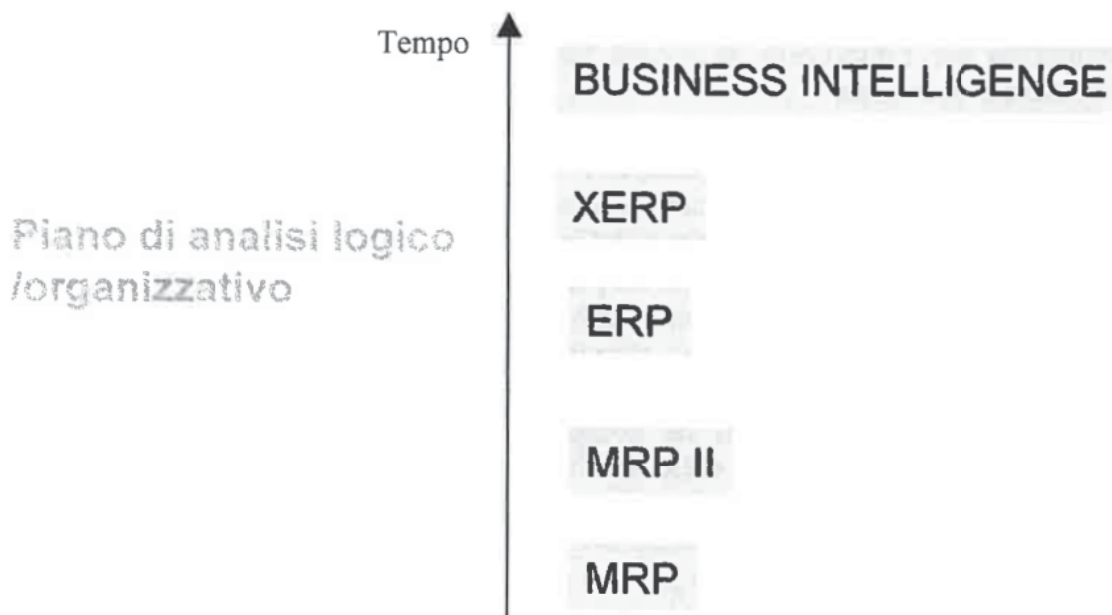 Tempo
BUSINESS INTELLIGENGE
XERP
Piano di analisi logico
/organizzativo
ERP
MRP II
MRP